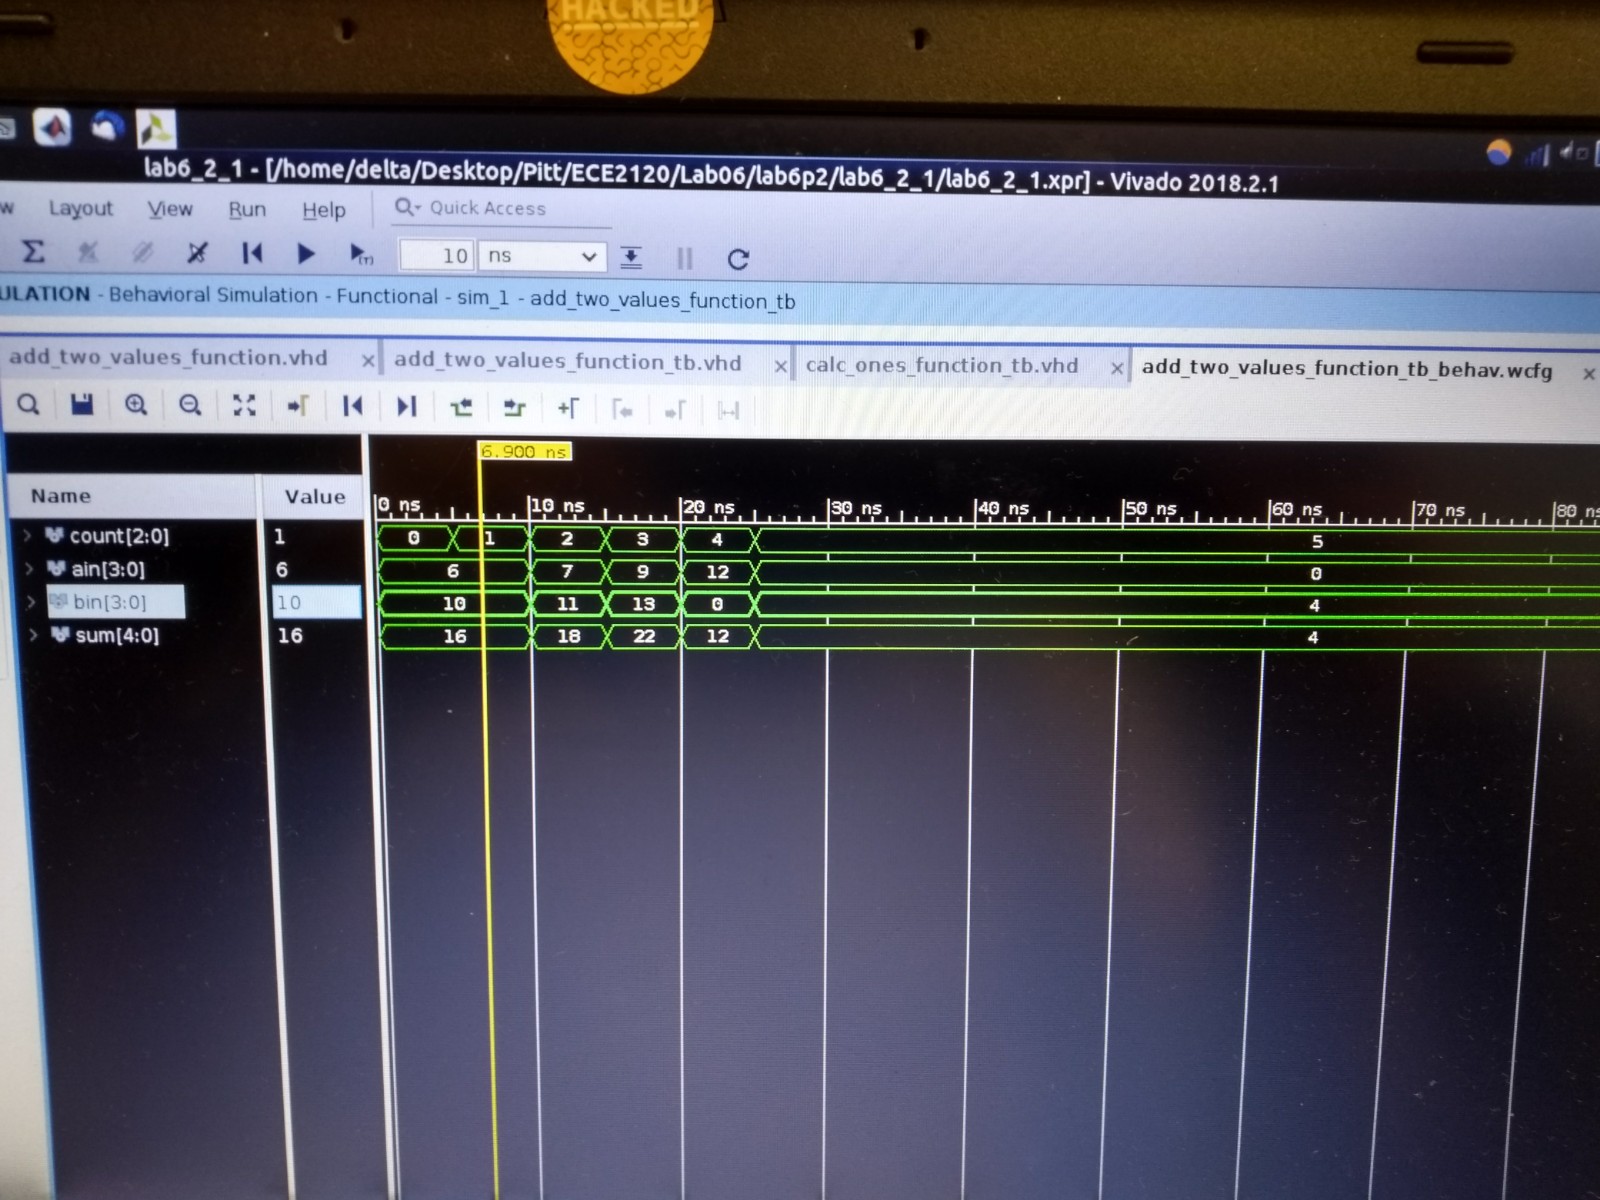 HACKED
lab6_2_1 - [/home/delta/Desktop/Pitt/ECE2120/Lab06/lab6p2/lab6_2_1/lab6_2_1.xpr] - Vivado 2018.2.1
w Layout View Run Help Quick Access
10 ns
ULATION - Behavioral Simulation - Functional - sim_1 - add_two_values_function_tb
add_two_values_function.vhd add_two_values_function_tb.vhd calc_ones_function_tb.vhd add_two_values_function_tb_behav.wcfg
6.900 ns
Name Value 0 ns 10 ns 20 ns 30 ns 40 ns 50 ns 60 ns 70 ns 80 ns
count[2:0] 1 0 1 2 3 4 5
ain[3:0] 6 6 7 9 12 0
bin[3:0] 10 10 11 13 0 4
sum[4:0] 16 16 18 22 12 4